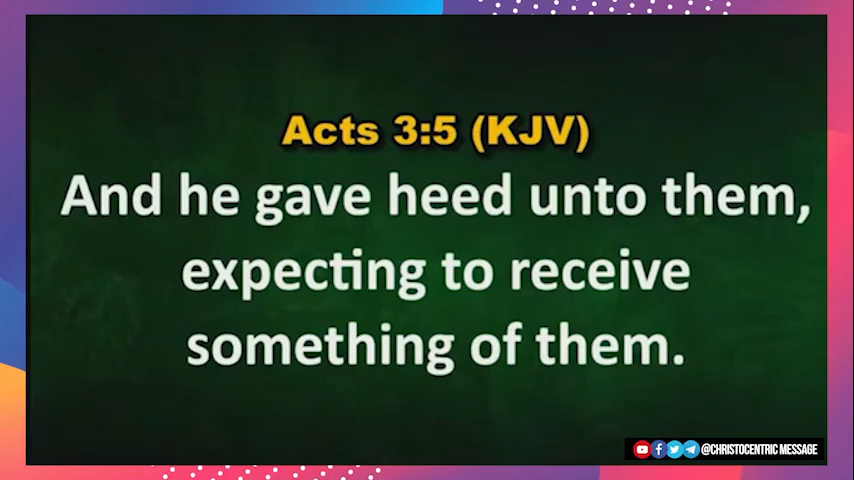 Acts 3:5 (KJV)
And he gave heed unto them,
expecting to receive
something of them.
@CHRISTOCENTRIC MESSAGE